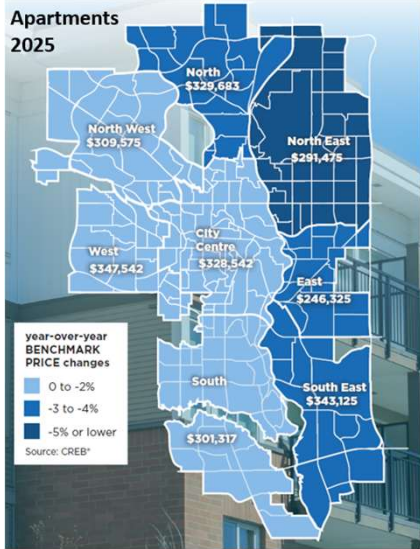 Apartments
2025
North
$329,683
North West
$309,575
North East
$291,475
City
Centre
$328,542
West
$347,542
East
$246,325
year-over-year
BENCHMARK
PRICE changes
0 to -2%
-3 to -4%
-5% or lower
Source: CREB®
South
$301,317
South East
$343,125